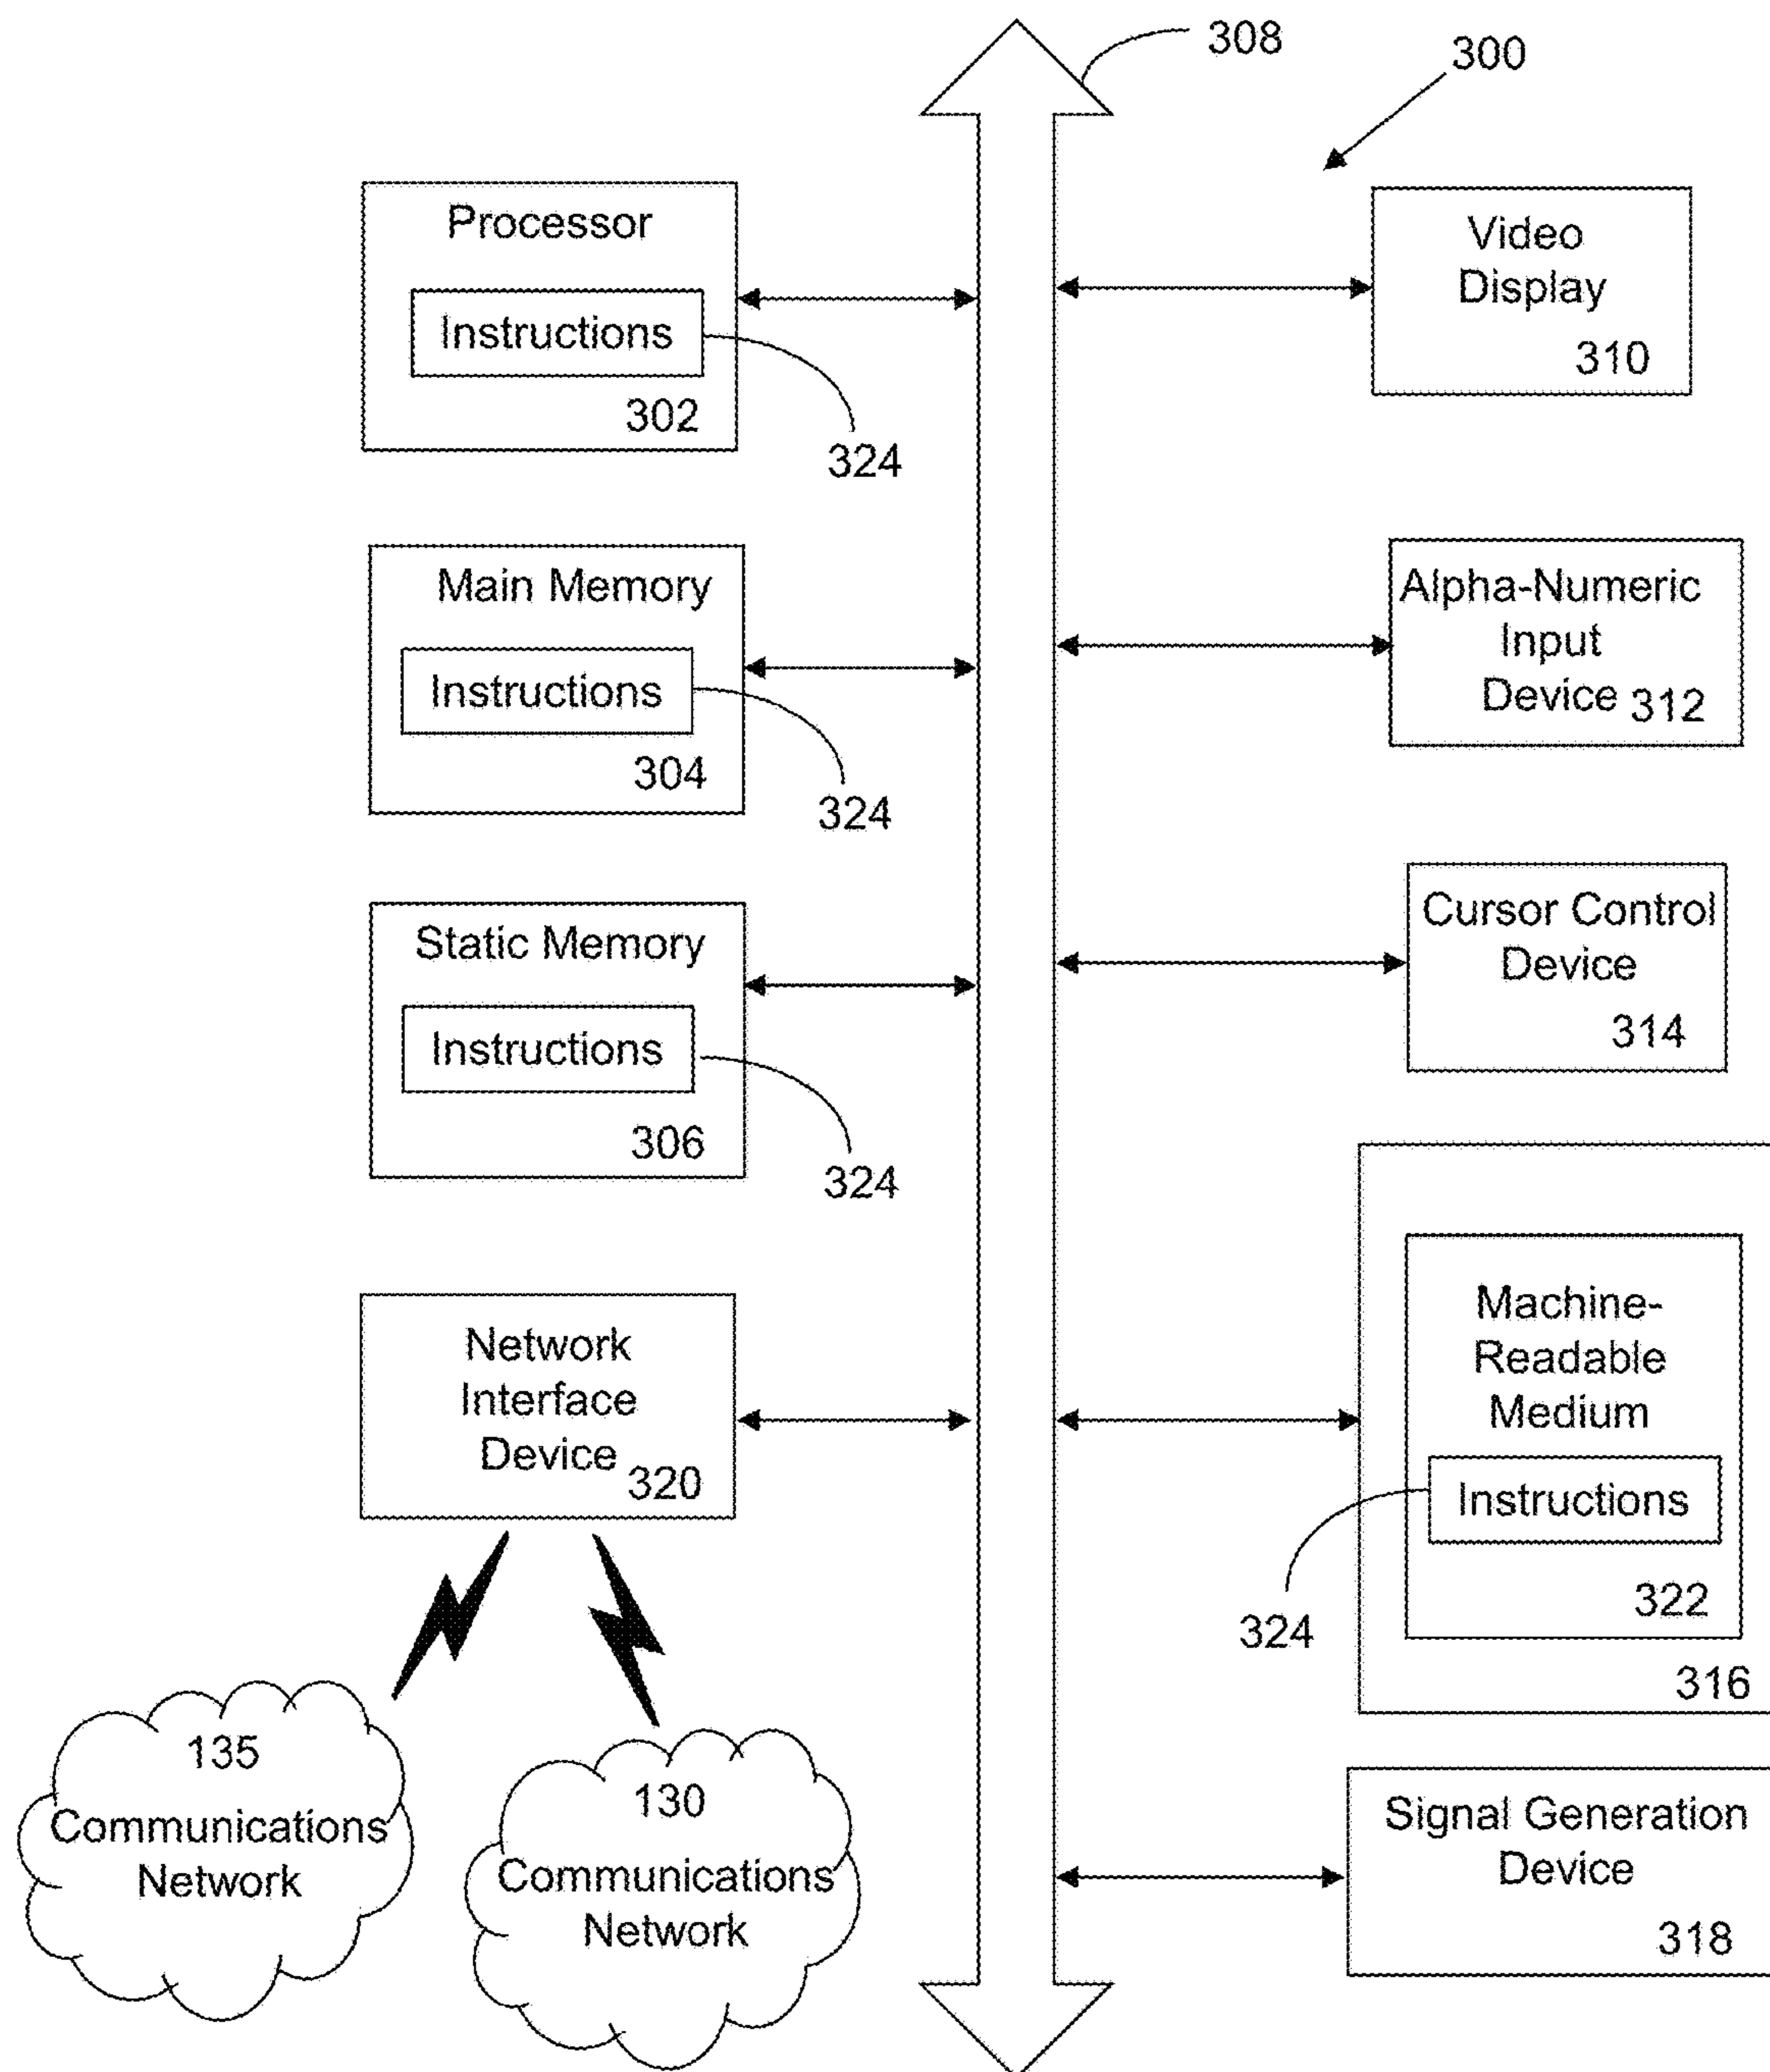 308
300
Processor
Instructions
302
324
Video
Display
310
Main Memory
Instructions
304
324
Alpha-Numeric
Input
Device 312
Static Memory
Instructions
306
324
Cursor Control
Device
314
Network
Interface
Device 320
Machine-
Readable
Medium
Instructions
322
324
316
135
Communications
Network
130
Communications
Network
Signal Generation
Device
318